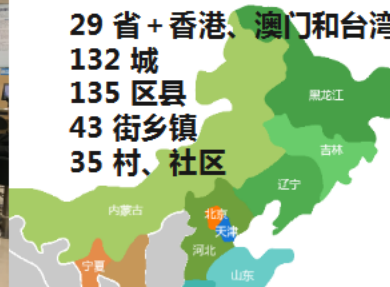 29 省＋香港、澳门和台湾
132 城
135 区县
43 街乡镇
35 村、社区
黑龙江
吉林
辽宁
内蒙古
北京
天津
河北
宁夏
山东